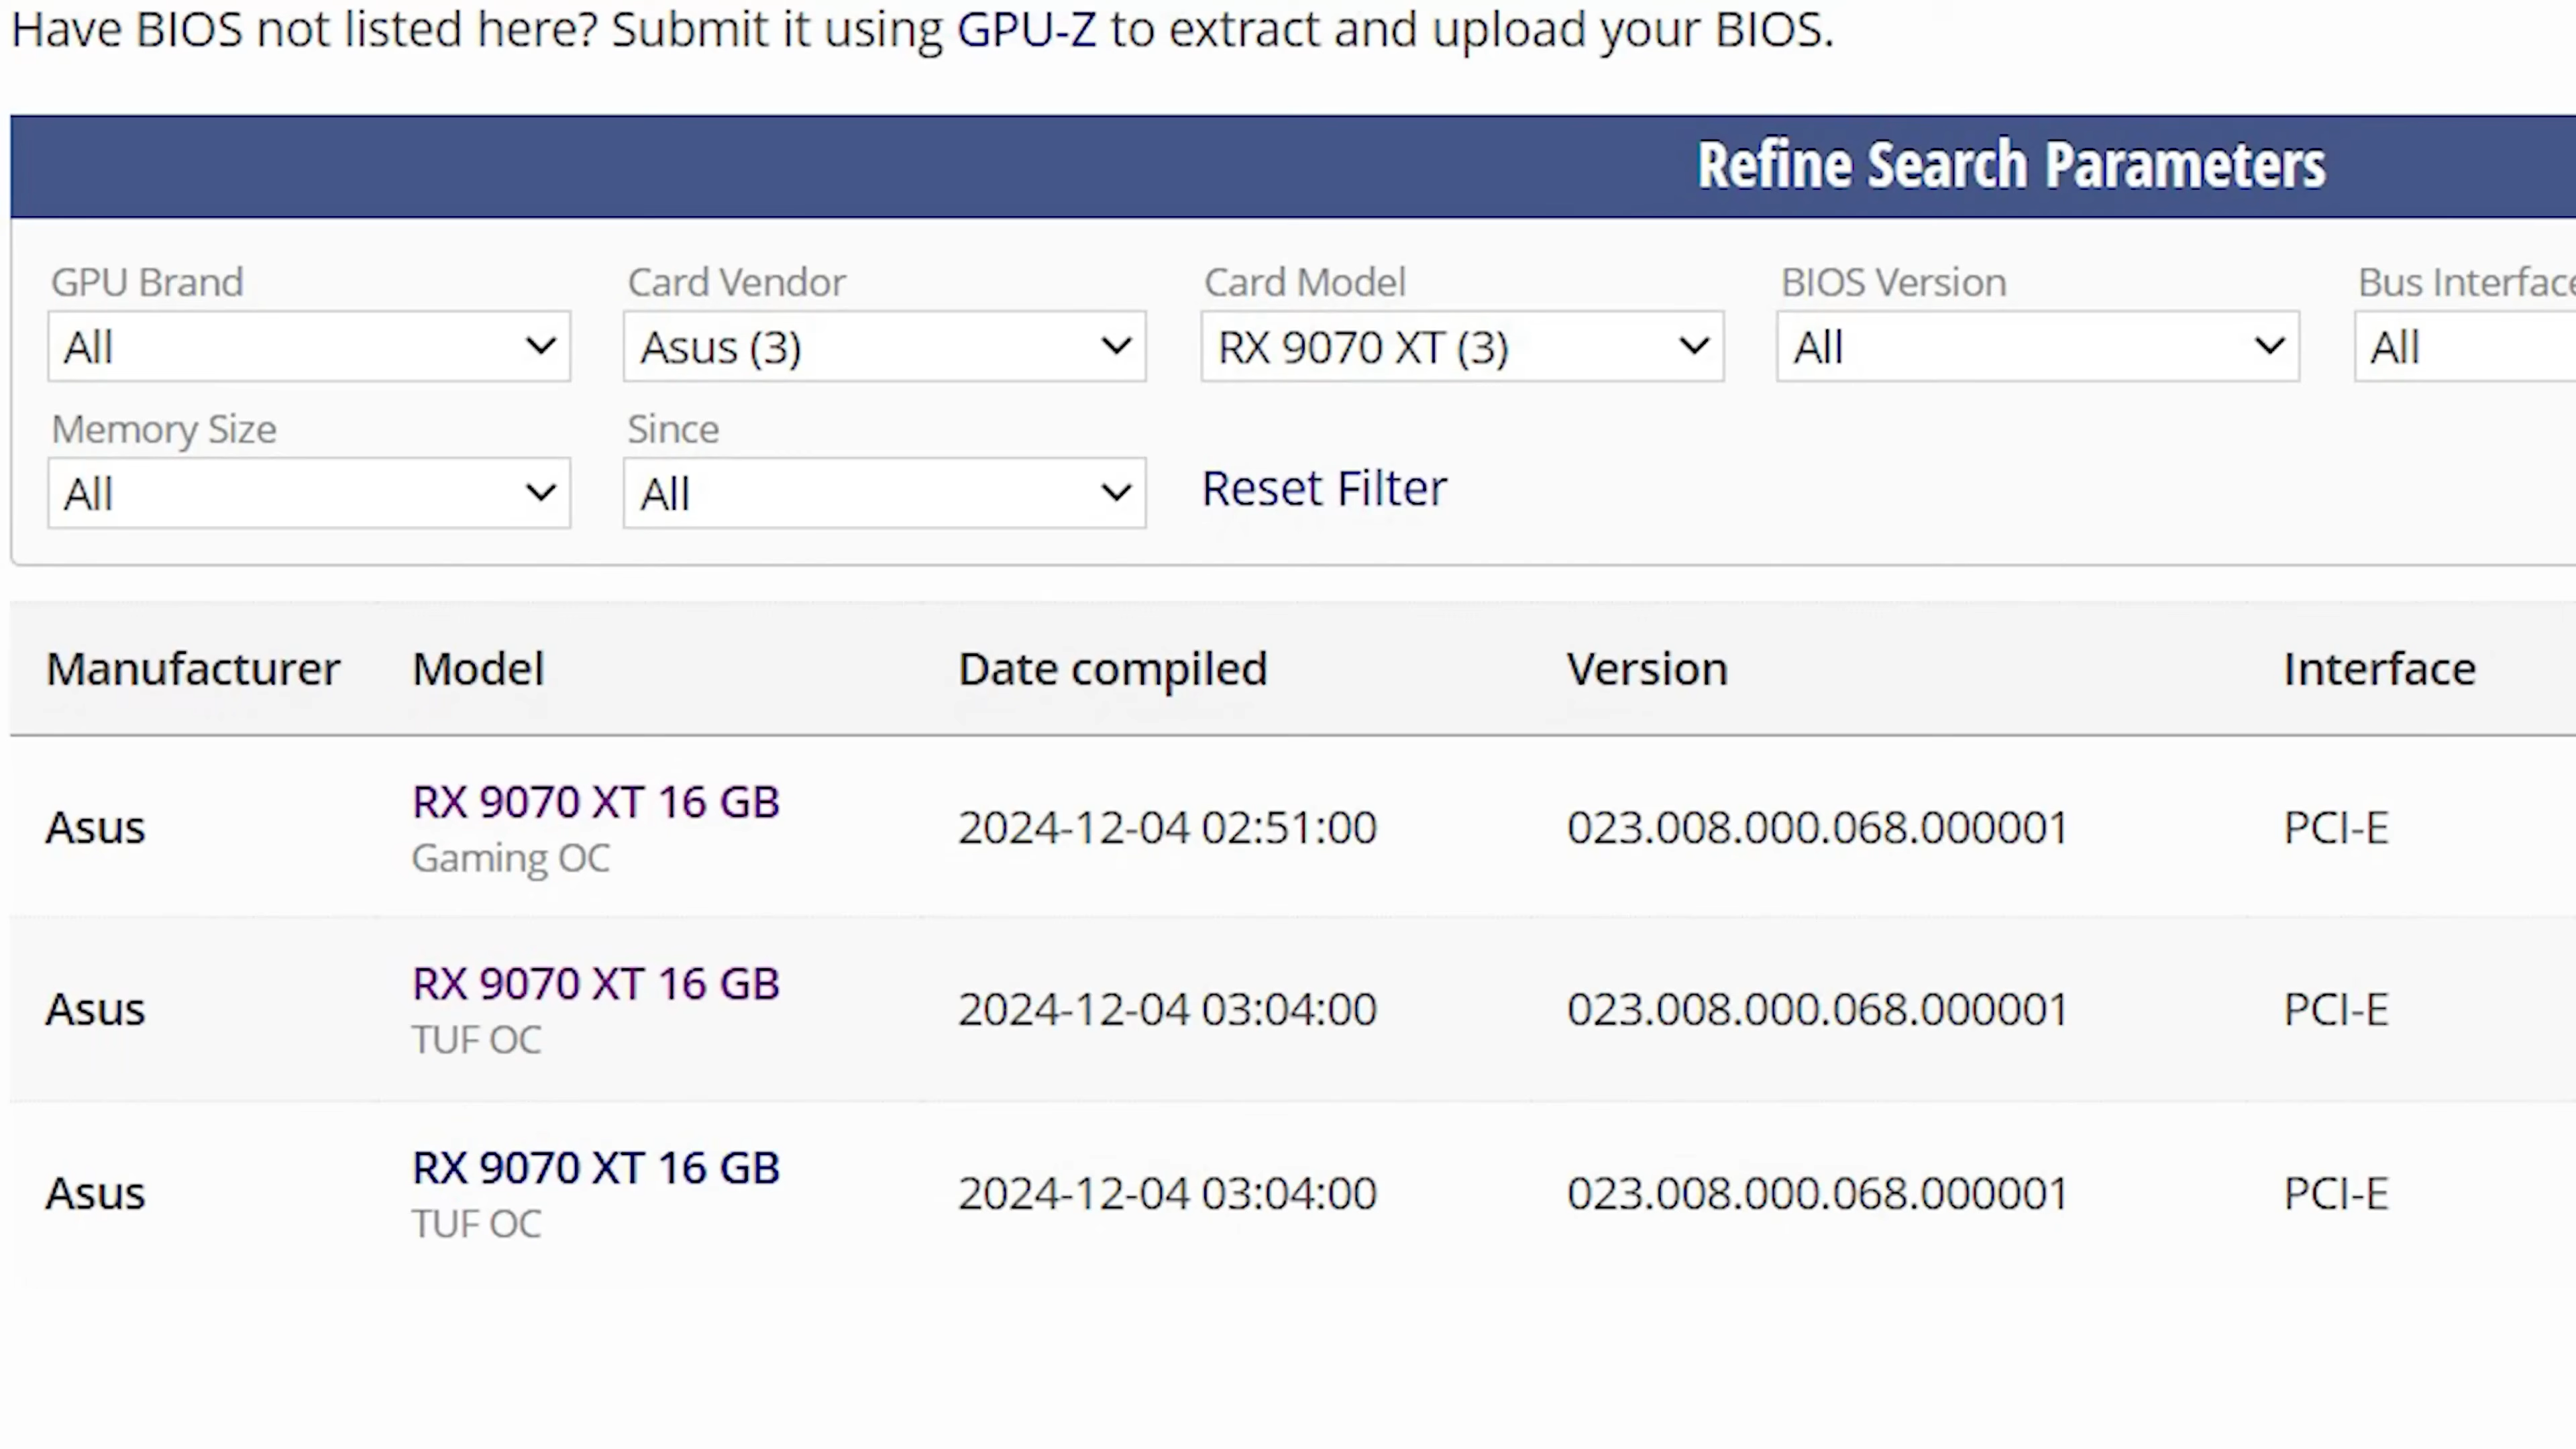 Have BIOS not listed here? Submit it using GPU-Z to extract and upload your BIOS.
Refine Search Parameters
GPU Brand Card Vendor Card Model BIOS Version Bus Interface
All Asus (3) RX 9070 XT (3) All All
Memory Size Since
All All Reset Filter
Manufacturer Model Date compiled Version Interface
Asus RX 9070 XT 16 GB 2024-12-04 02:51:00 023.008.000.068.000001 PCI-E
Gaming OC
Asus RX 9070 XT 16 GB 2024-12-04 03:04:00 023.008.000.068.000001 PCI-E
TUF OC
Asus RX 9070 XT 16 GB 2024-12-04 03:04:00 023.008.000.068.000001 PCI-E
TUF OC